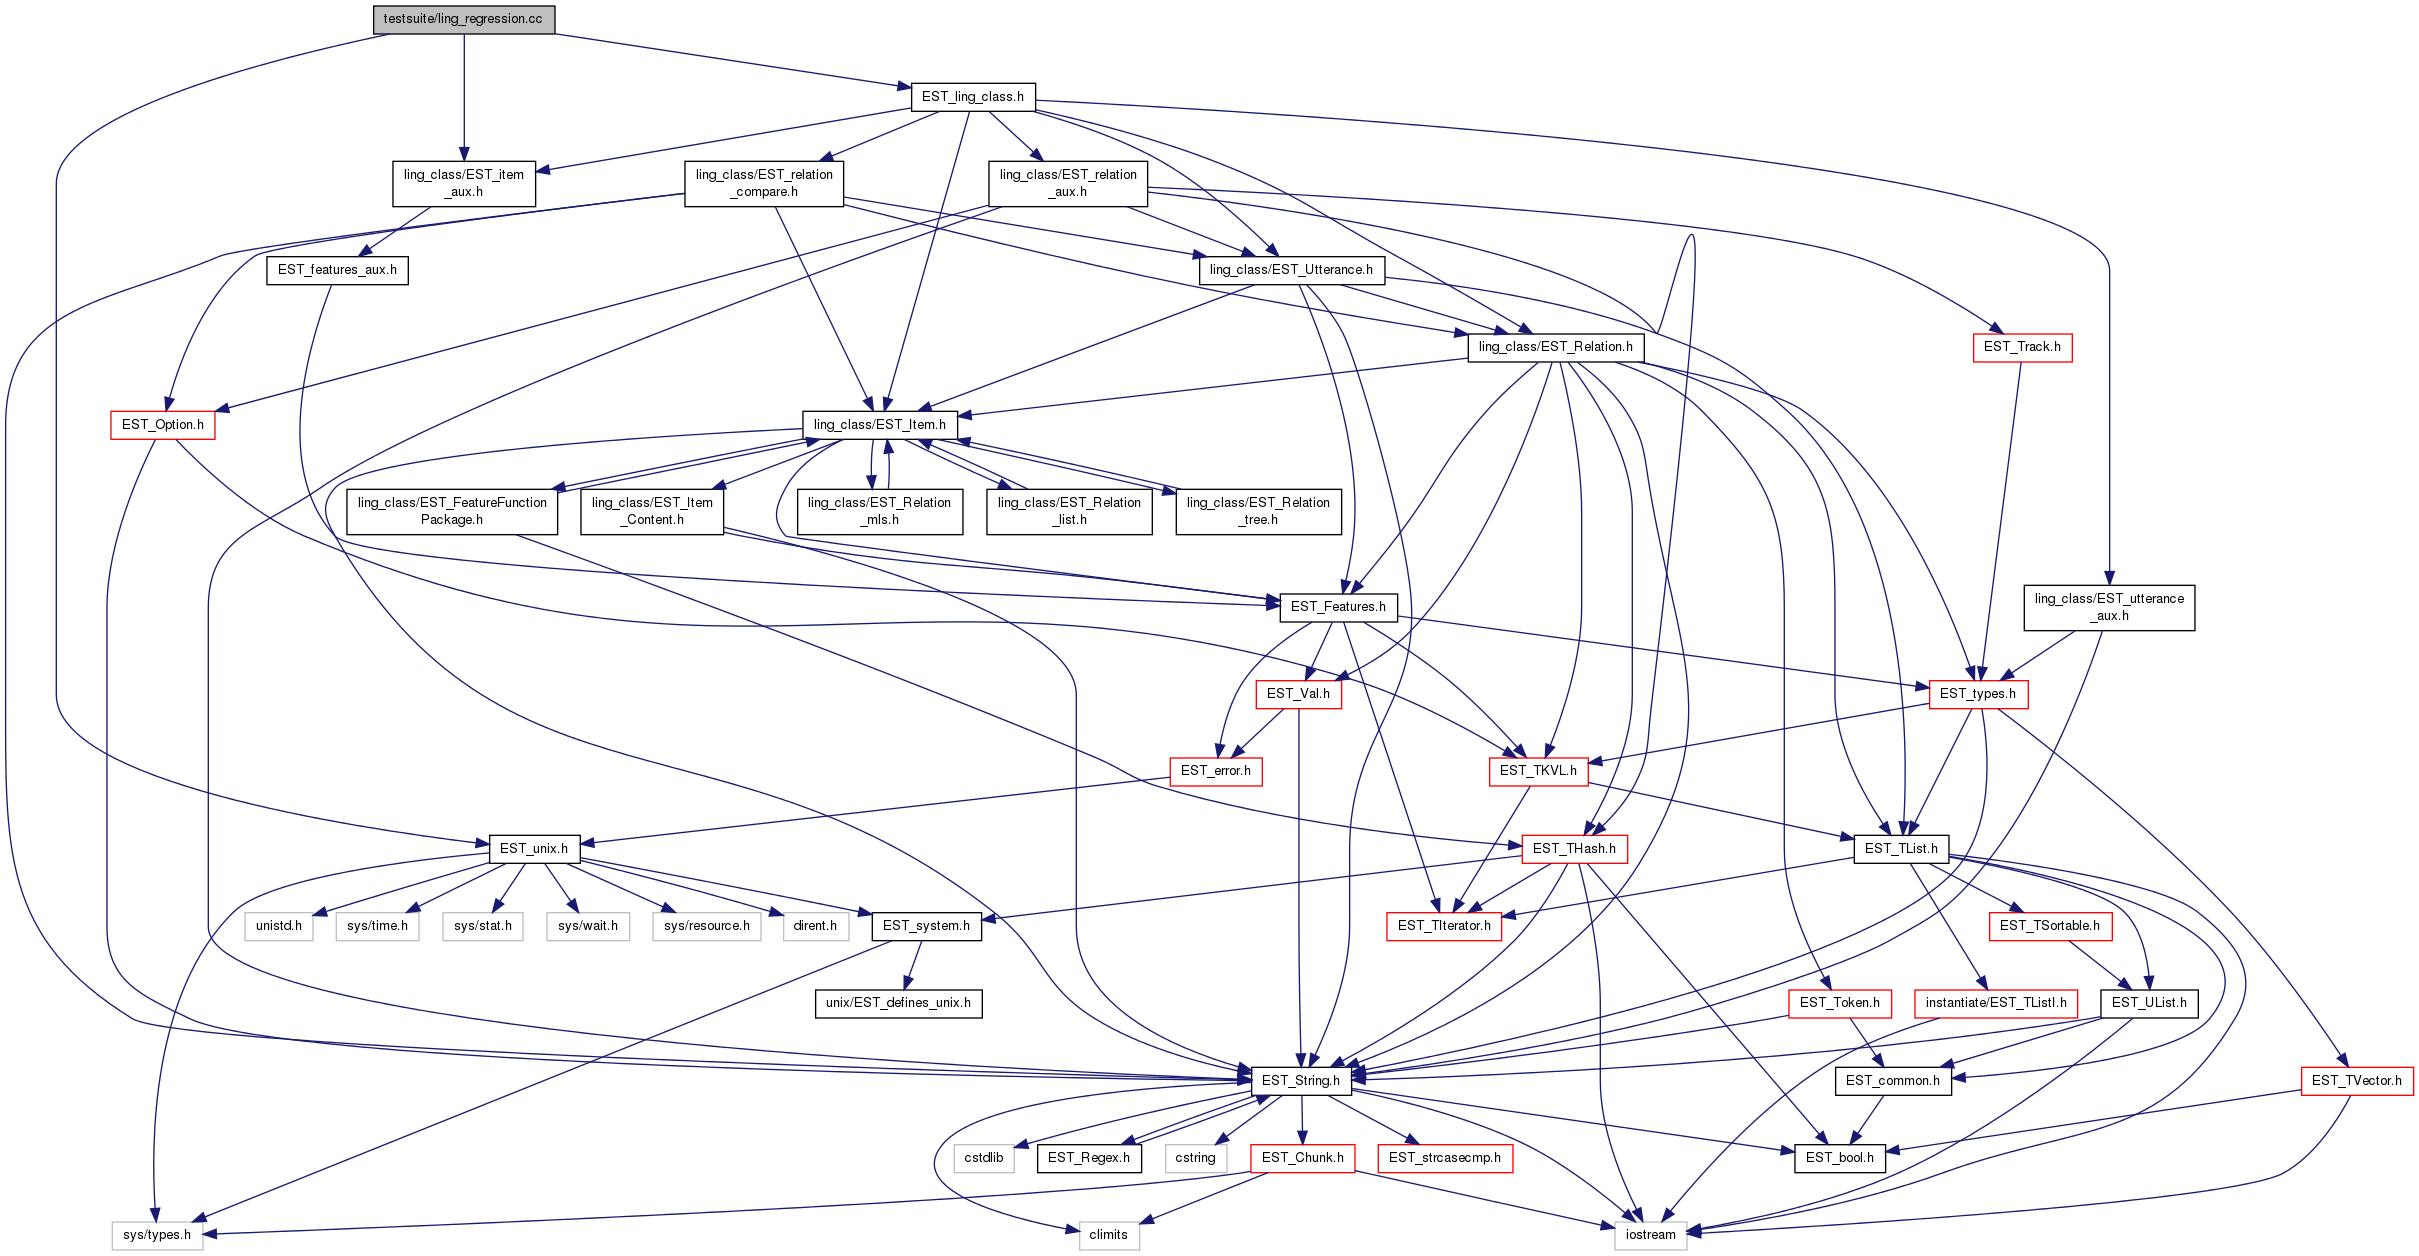 testsuite/ling_regression.cc
EST_ling_class.h
ling_class/EST_item
_aux.h
ling_class/EST_relation
_compare.h
ling_class/EST_relation
_aux.h
EST_features_aux.h
ling_class/EST_Utterance.h
ling_class/EST_Relation.h
EST_Track.h
EST_Option.h
ling_class/EST_Item.h
ling_class/EST_FeatureFunction
Package.h
ling_class/EST_Item
_Content.h
ling_class/EST_Relation
_mls.h
ling_class/EST_Relation
_list.h
ling_class/EST_Relation
_tree.h
EST_Features.h
ling_class/EST_utterance
_aux.h
EST_Val.h
EST_types.h
EST_error.h
EST_TKVL.h
EST_unix.h
EST_THash.h
EST_TList.h
unistd.h
sys/time.h
sys/stat.h
sys/wait.h
sys/resource.h
dirent.h
EST_system.h
EST_TIterator.h
EST_TSortable.h
unix/EST_defines_unix.h
EST_Token.h
instantiate/EST_TListI.h
EST_UList.h
EST_String.h
EST_common.h
EST_TVector.h
cstdlib
EST_Regex.h
cstring
EST_Chunk.h
EST_strcasecmp.h
EST_bool.h
sys/types.h
climits
iostream